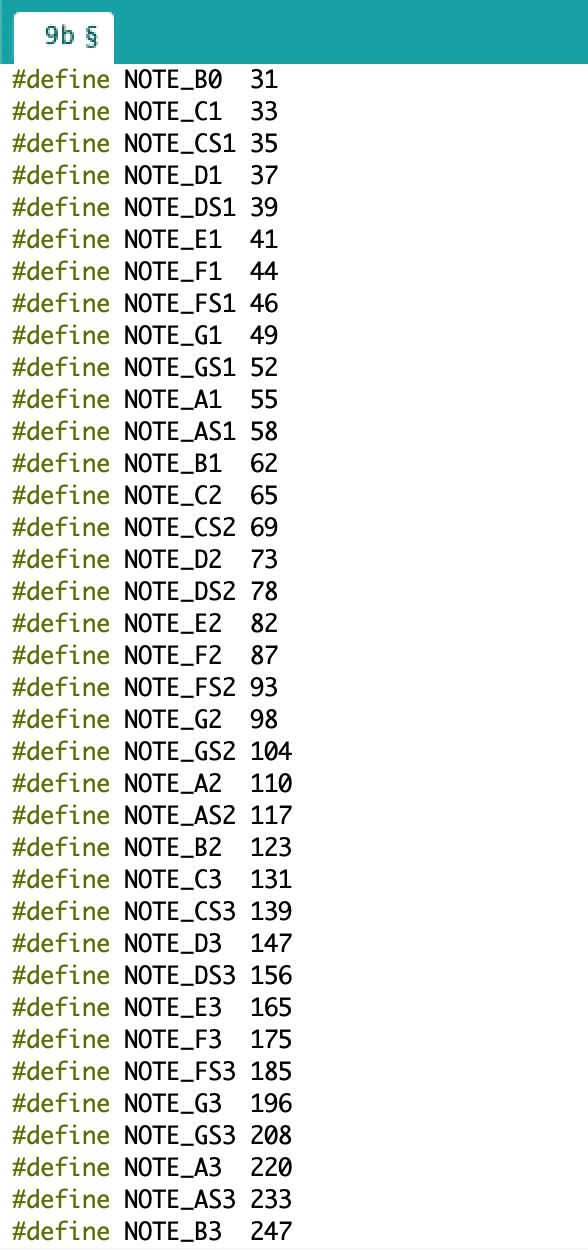 9b §
#define NOTE_B0  31
#define NOTE_C1  33
#define NOTE_CS1 35
#define NOTE_D1  37
#define NOTE_DS1 39
#define NOTE_E1  41
#define NOTE_F1  44
#define NOTE_FS1 46
#define NOTE_G1  49
#define NOTE_GS1 52
#define NOTE_A1  55
#define NOTE_AS1 58
#define NOTE_B1  62
#define NOTE_C2  65
#define NOTE_CS2 69
#define NOTE_D2  73
#define NOTE_DS2 78
#define NOTE_E2  82
#define NOTE_F2  87
#define NOTE_FS2 93
#define NOTE_G2  98
#define NOTE_GS2 104
#define NOTE_A2  110
#define NOTE_AS2 117
#define NOTE_B2  123
#define NOTE_C3  131
#define NOTE_CS3 139
#define NOTE_D3  147
#define NOTE_DS3 156
#define NOTE_E3  165
#define NOTE_F3  175
#define NOTE_FS3 185
#define NOTE_G3  196
#define NOTE_GS3 208
#define NOTE_A3  220
#define NOTE_AS3 233
#define NOTE_B3  247